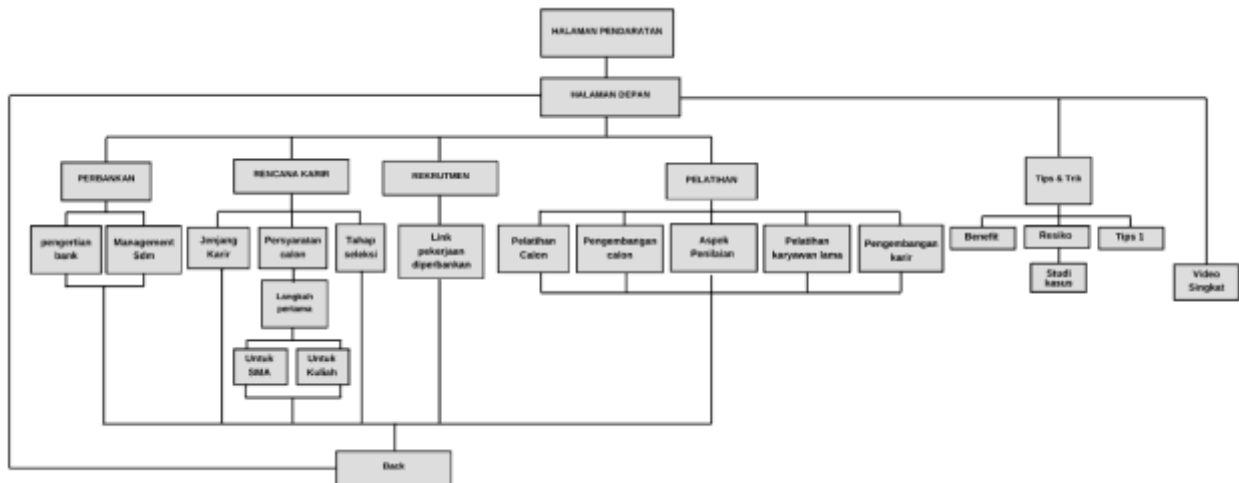 HALAMAN PENDARATAN
HALAMAN DEPAN
PERBANKAN
RENCANA KARIR
REKRUTMEN
PELATIHAN
Tips & Trik
pengertian
bank
Management
Sdm
Jenjang
Karir
Persyaratan
calon
Tahap
seleksi
Link
pekerjaan
diperbankan
Pelatihan
Calon
Pengembangan
calon
Aspek
Penilaian
Pelatihan
karyawan lama
Pengembangan
karir
Benefit
Resiko
Tips 1
Studi
kasus
Video
Singkat
Langkah
pertama
Untuk
SMA
Untuk
Kuliah
Back